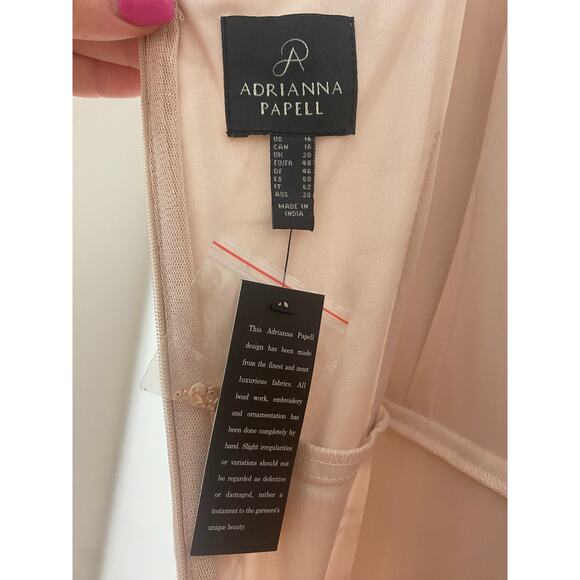 ADRIANNA
PAPELL
US 16
CAN 16
UK 20
EU/FR 48
DE 46
ES 50
IT 52
AUS 20
MADE IN
INDIA
This Adrianna Papell
design has been made
from the finest and most
luxurious fabrics. All
bead work, embroidery
and ornamentation has
been done completely by
hand. Slight irregularities
or variations should not
be regarded as defective
or damaged, rather a
testament to the garment's
unique beauty.